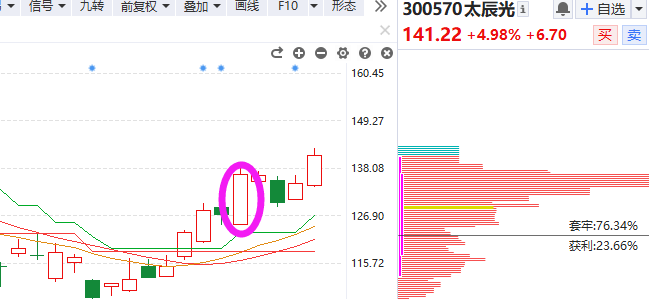 信号 九转 前复权 叠加 画线 F10 形态
300570太辰光 i +自选
141.22 +4.98% +6.70 买 卖
160.45
149.27
138.08
126.90
115.72
套牢:76.34%
获利:23.66%